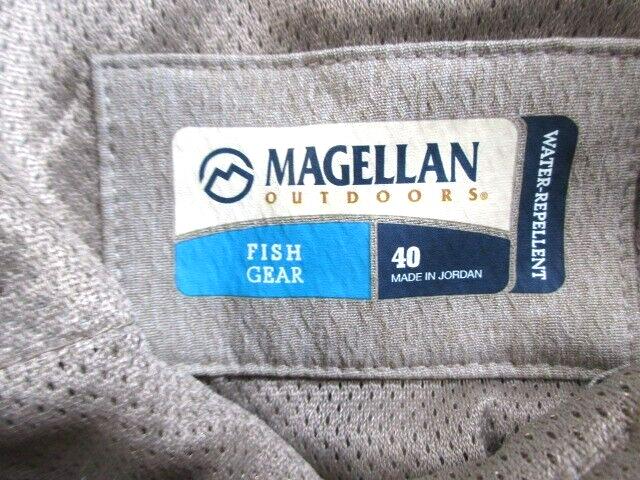 MAGELLAN
OUTDOORS®
FISH
GEAR
40
MADE IN JORDAN
WATER-REPELLENT